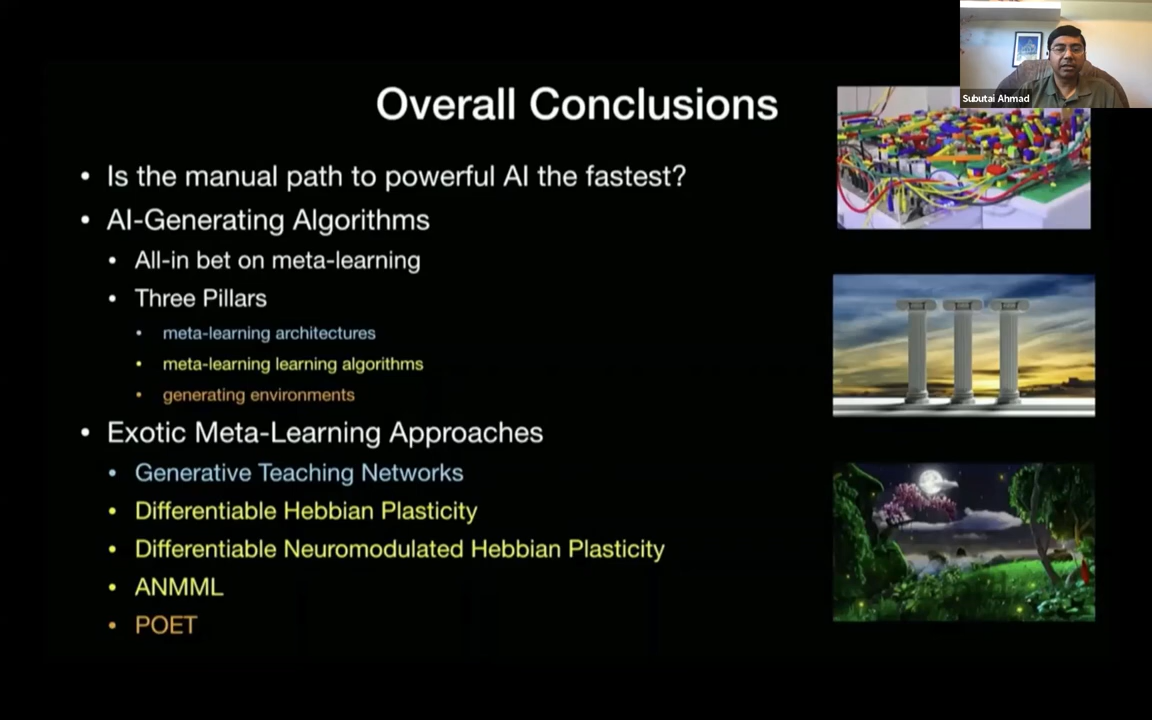 Subutai Ahmad
Overall Conclusions
• Is the manual path to powerful AI the fastest?
• AI-Generating Algorithms
• All-in bet on meta-learning
• Three Pillars
• meta-learning architectures
• meta-learning learning algorithms
• generating environments
• Exotic Meta-Learning Approaches
• Generative Teaching Networks
• Differentiable Hebbian Plasticity
• Differentiable Neuromodulated Hebbian Plasticity
• ANMML
• POET